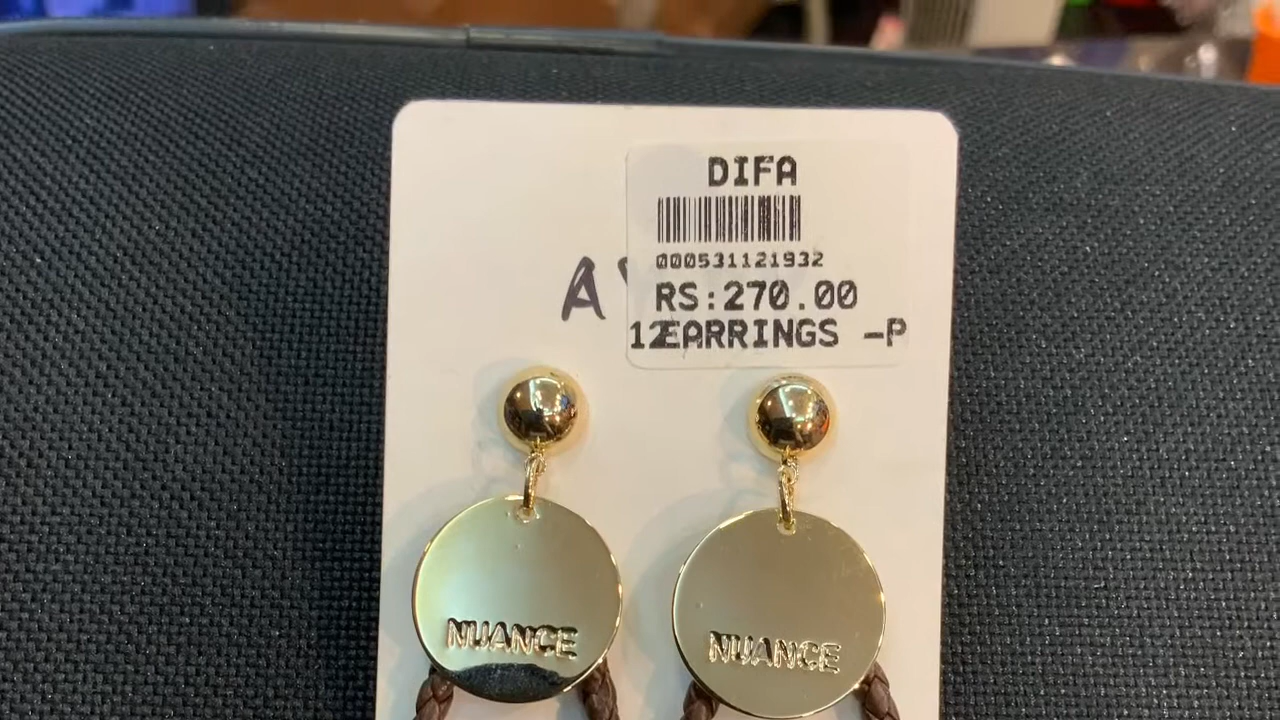 DIFA
000531121932
A
RS:270.00
12EARRINGS -P
NUANCE
NUANCE